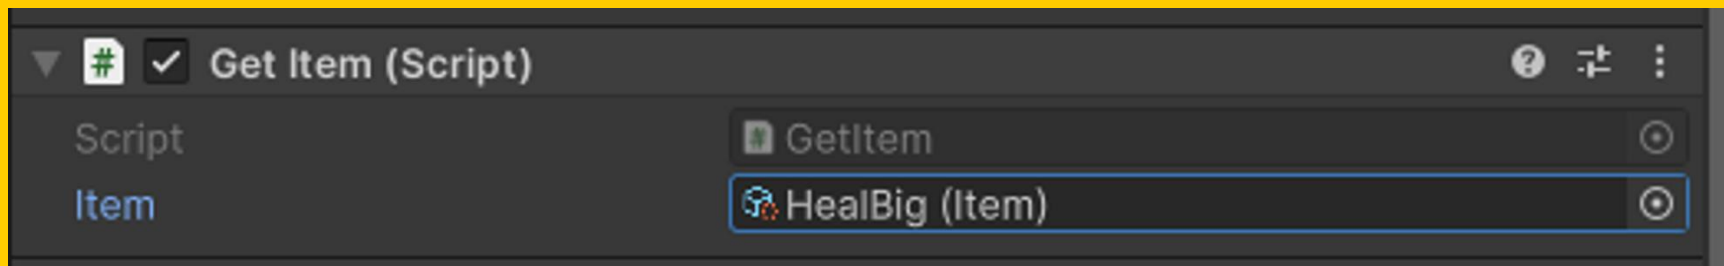 Get Item (Script)
Script GetItem
Item HealBig (Item)